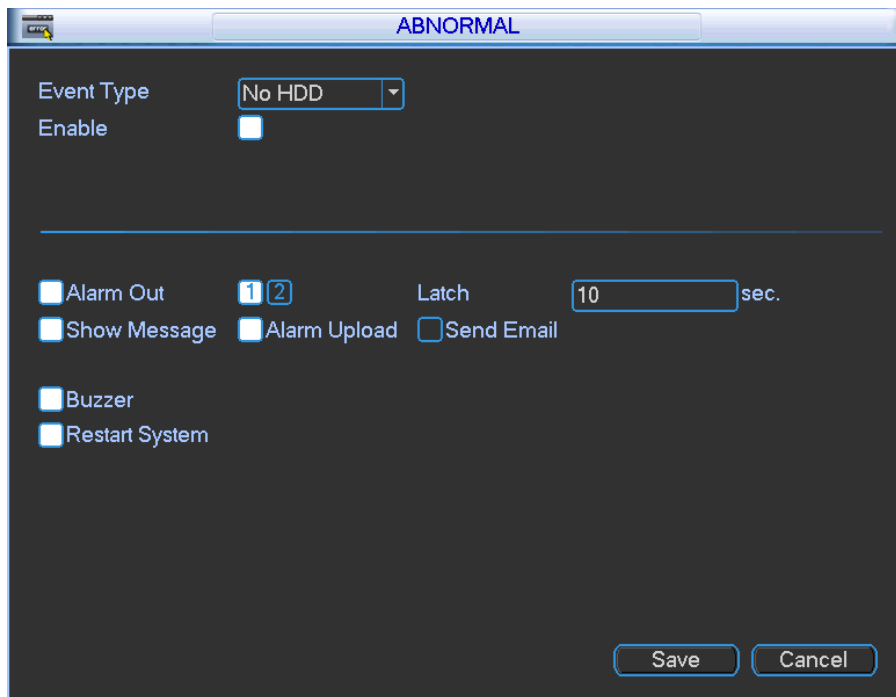 ABNORMAL
Event Type No HDD
Enable
Alarm Out 1 2 Latch 10 sec.
Show Message Alarm Upload Send Email
Buzzer
Restart System
Save Cancel